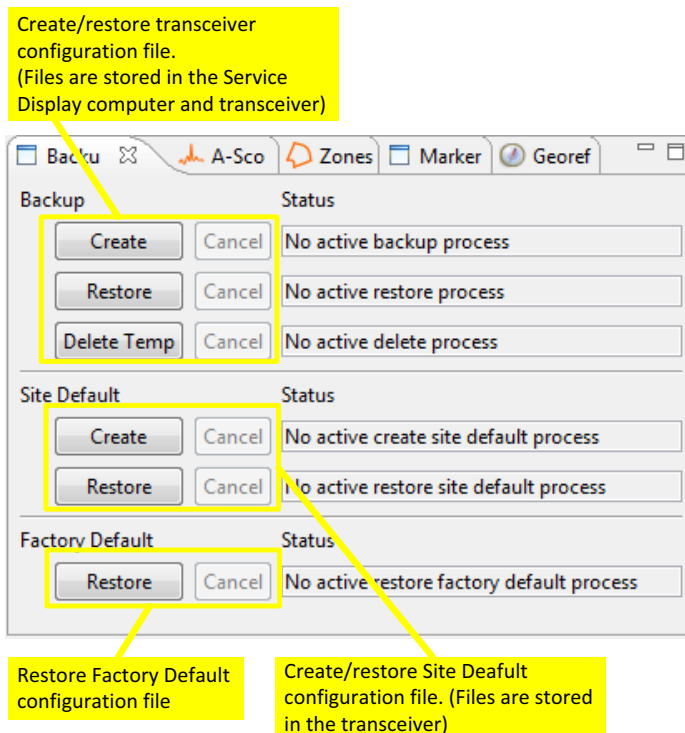 Create/restore transceiver
configuration file.
(Files are stored in the Service
Display computer and transceiver)
Backu A-Sco Zones Marker Georef
Backup Status
Create Cancel No active backup process
Restore Cancel No active restore process
Delete Temp Cancel No active delete process
Site Default Status
Create Cancel No active create site default process
Restore Cancel No active restore site default process
Factory Default Status
Restore Cancel No active restore factory default process
Restore Factory Default
configuration file
Create/restore Site Deafult
configuration file. (Files are stored
in the transceiver)